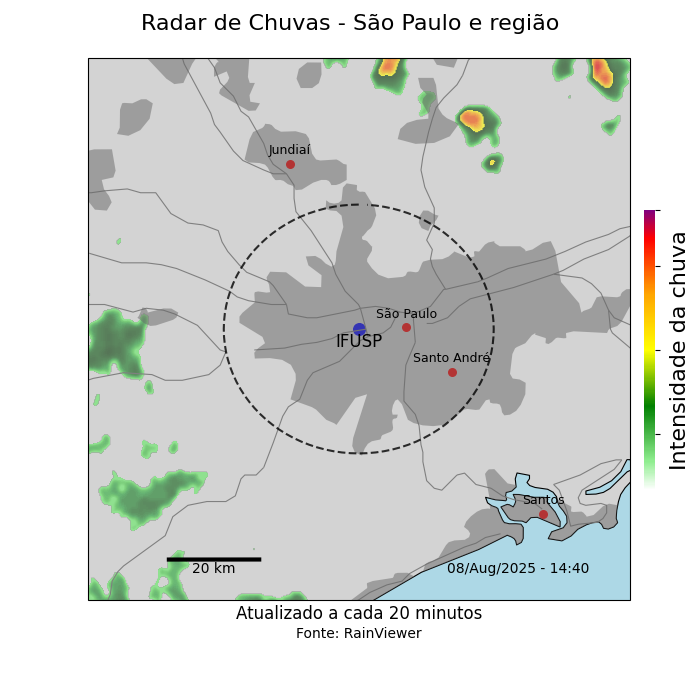 Radar de Chuvas - São Paulo e região
Jundiaí
São Paulo
IFUSP
Santo André
Santos
20 km
08/Aug/2025 - 14:40
Intensidade da chuva
Atualizado a cada 20 minutos
Fonte: RainViewer